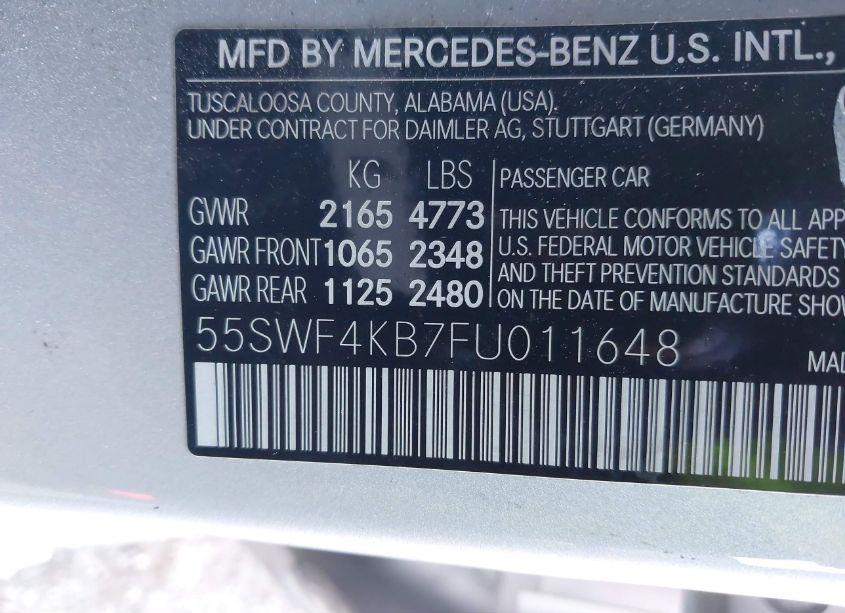 MFD BY MERCEDES-BENZ U.S. INTL.,
TUSCALOOSA COUNTY, ALABAMA (USA).
UNDER CONTRACT FOR DAIMLER AG, STUTTGART (GERMANY)
KG LBS
GVWR 2165 4773
GAWR FRONT 1065 2348
GAWR REAR 1125 2480
PASSENGER CAR
THIS VEHICLE CONFORMS TO ALL APP
U.S. FEDERAL MOTOR VEHICLE SAFETY
AND THEFT PREVENTION STANDARDS
ON THE DATE OF MANUFACTURE SHOW
55SWF4KB7FU011648
MAD